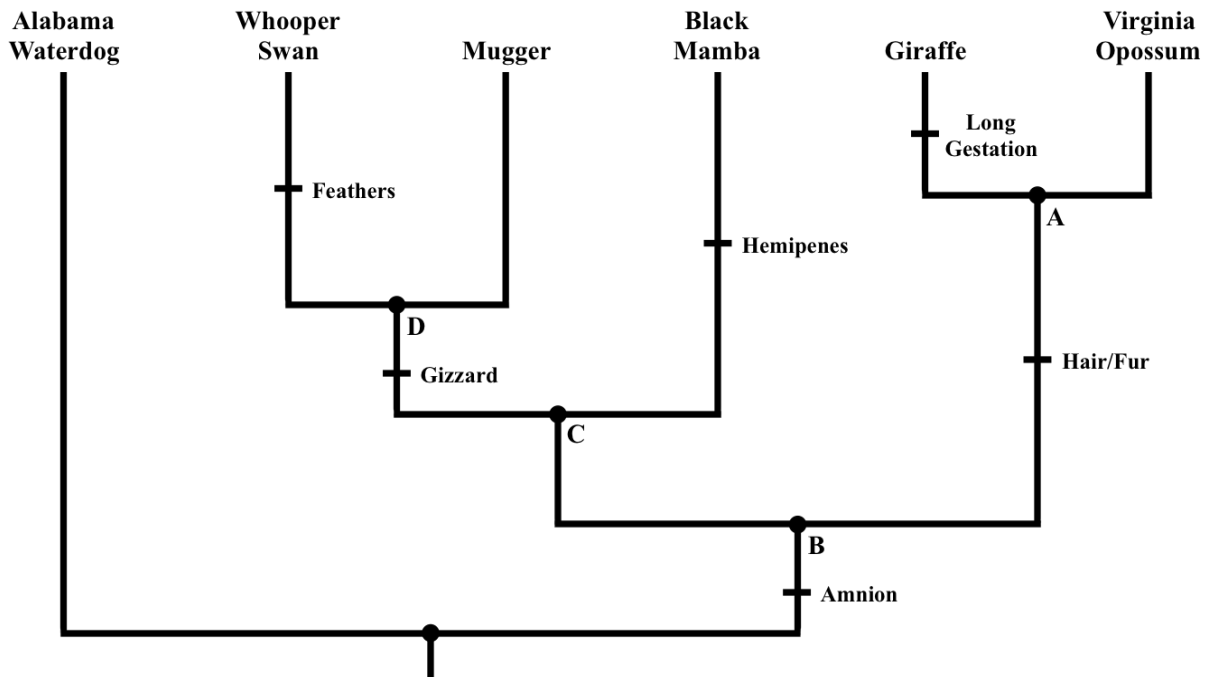 Alabama
Waterdog
Whooper
Swan
Mugger
Black
Mamba
Giraffe
Virginia
Opossum
Long
Gestation
Feathers
A
Hemipenes
D
Gizzard
Hair/Fur
C
B
Amnion